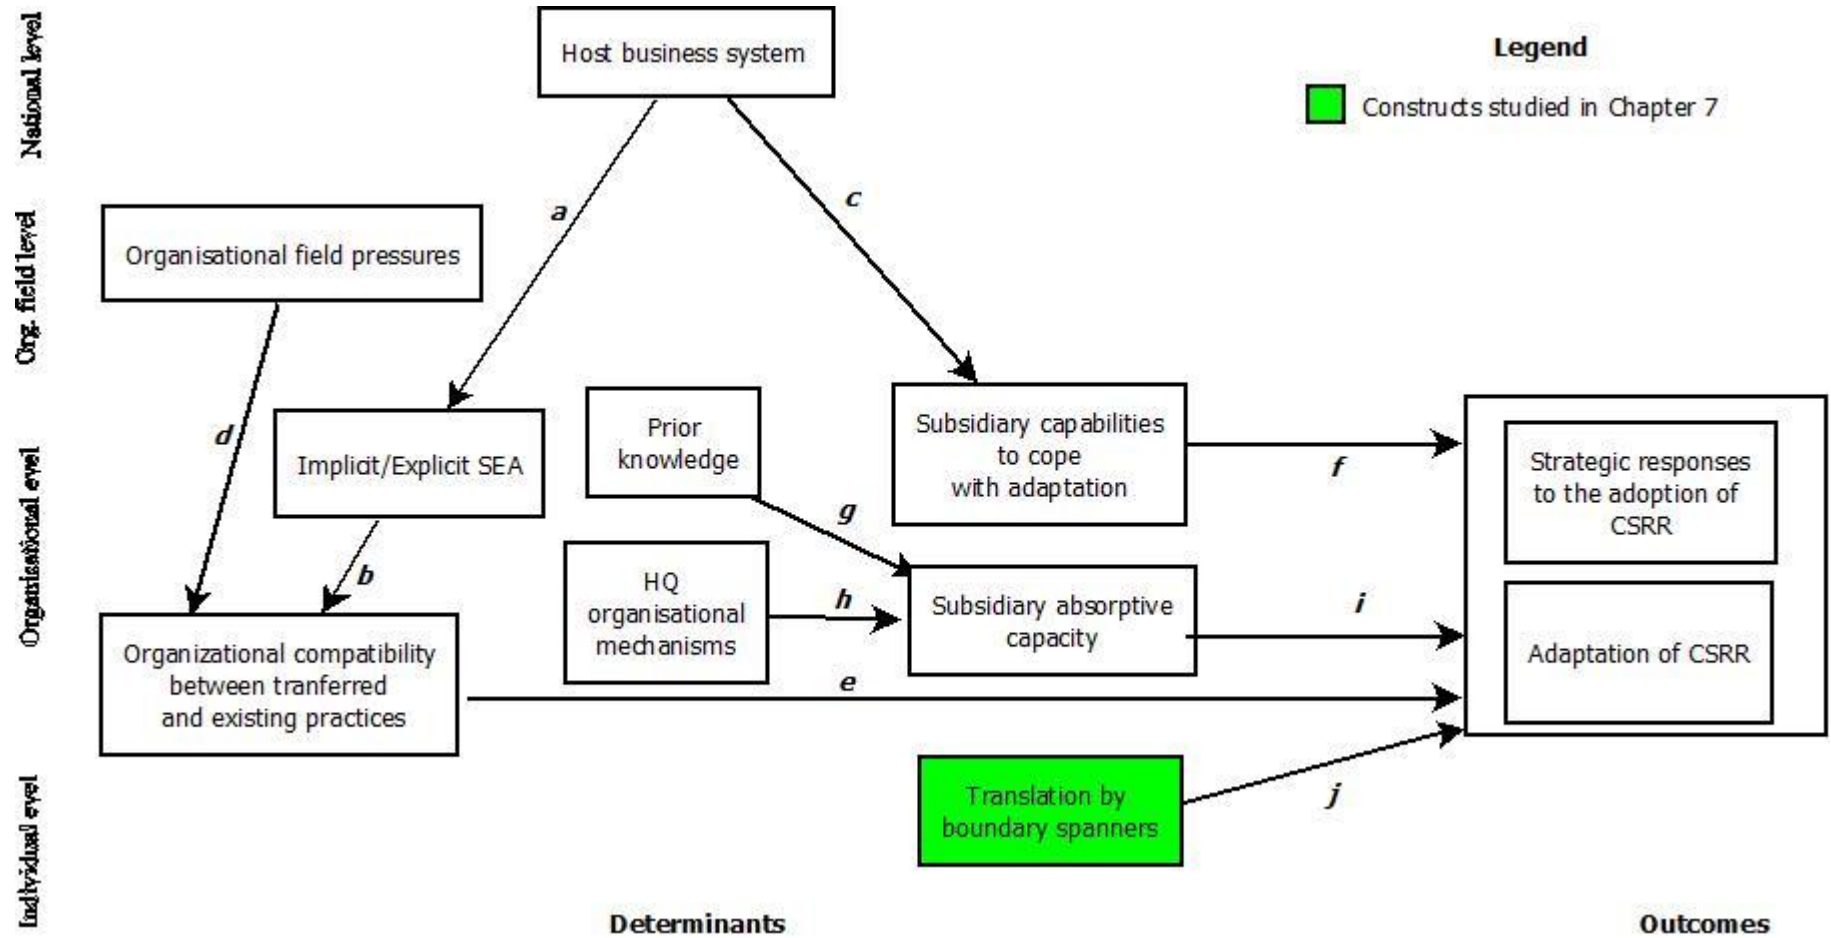 National level
Org. field level
Organisational level
Individual level
Host business system
Legend
Constructs studied in Chapter 7
a
c
Organisational field pressures
d
Implicit/Explicit SEA
b
Prior
knowledge
g
HQ
organisational
mechanisms
h
Subsidiary capabilities
to cope
with adaptation
f
Subsidiary absorptive
capacity
i
Organizational compatibility
between tranferred
and existing practices
e
Strategic responses
to the adoption of
CSRR
Adaptation of CSRR
Translation by
boundary spanners
j
Determinants
Outcomes